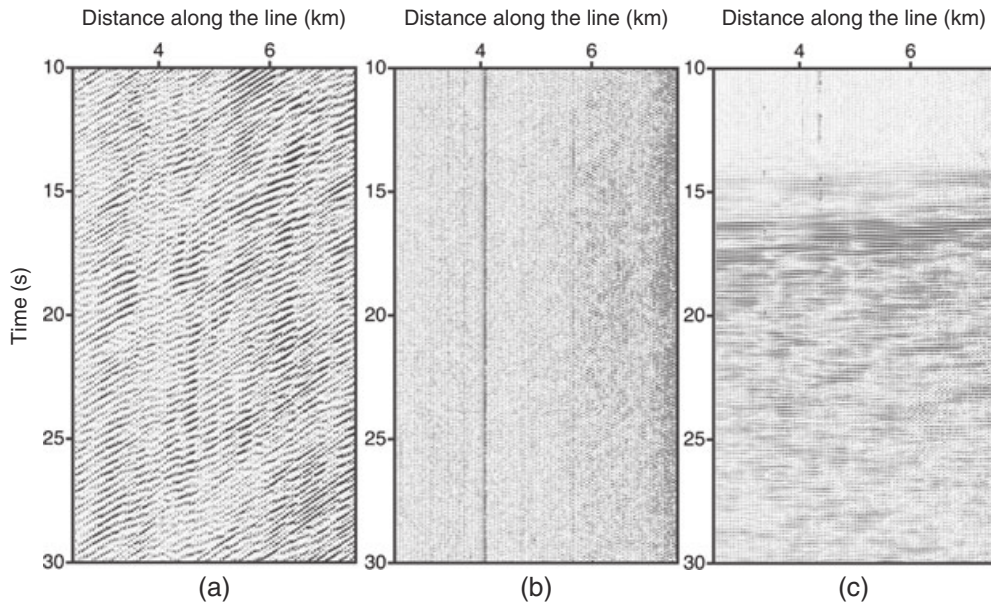 Distance along the line (km) Distance along the line (km) Distance along the line (km)
4 6 4 6 4 6
10 10 10
15 15 15
Time (s)
20 20 20
25 25 25
30 30 30
(a) (b) (c)